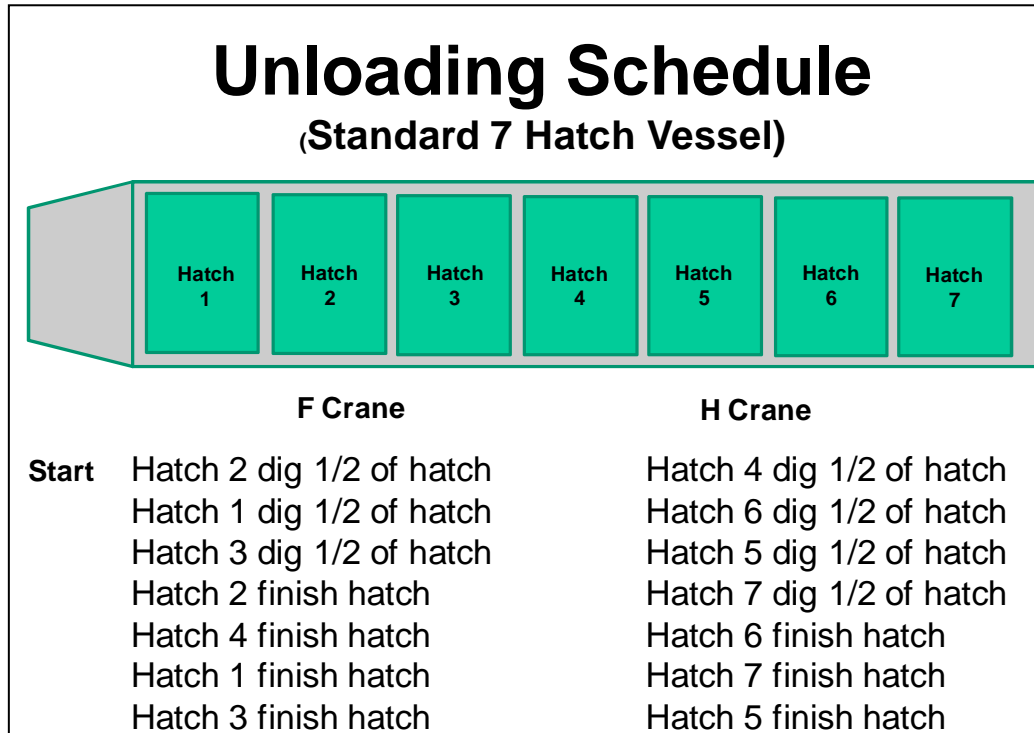 Unloading Schedule
(Standard 7 Hatch Vessel)
Hatch 1
Hatch 2
Hatch 3
Hatch 4
Hatch 5
Hatch 6
Hatch 7
F Crane
H Crane
Start Hatch 2 dig 1/2 of hatch Hatch 4 dig 1/2 of hatch
Hatch 1 dig 1/2 of hatch Hatch 6 dig 1/2 of hatch
Hatch 3 dig 1/2 of hatch Hatch 5 dig 1/2 of hatch
Hatch 2 finish hatch Hatch 7 dig 1/2 of hatch
Hatch 4 finish hatch Hatch 6 finish hatch
Hatch 1 finish hatch Hatch 7 finish hatch
Hatch 3 finish hatch Hatch 5 finish hatch